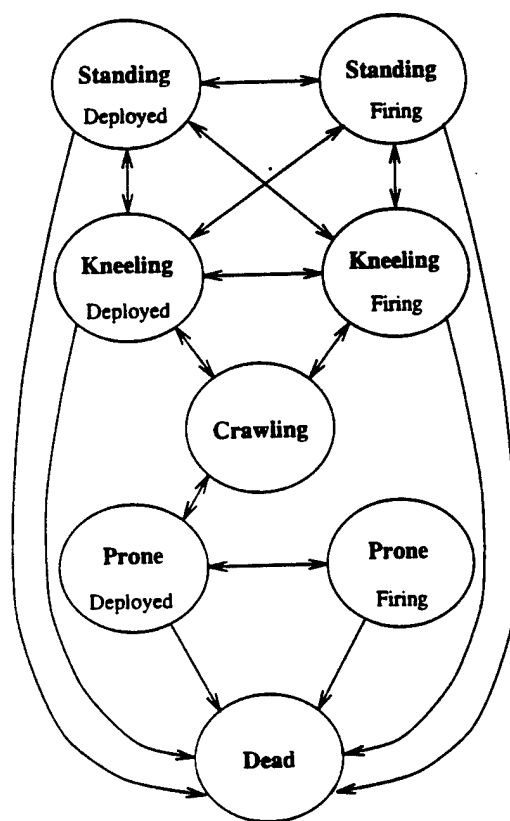 Standing
Deployed
Standing
Firing
Kneeling
Deployed
Kneeling
Firing
Crawling
Prone
Deployed
Prone
Firing
Dead